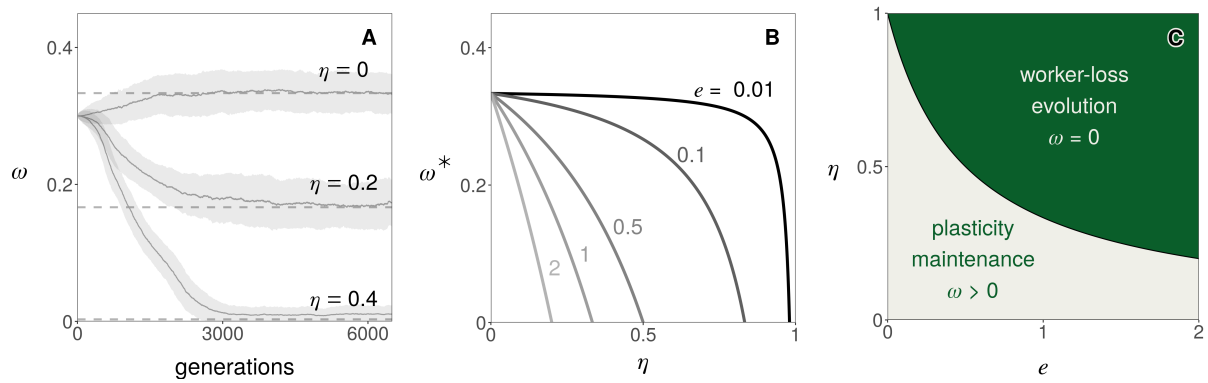 A
0.4
η = 0
ω
0.2
η = 0.2
η = 0.4
0
0
3000
6000
generations
B
0.4
e = 0.01
0.1
ω*
0.2
0.5
1
2
0
0
0.5
1
η
C
1
worker-loss
evolution
ω = 0
0.5
η
plasticity
maintenance
ω > 0
0
0
1
2
e